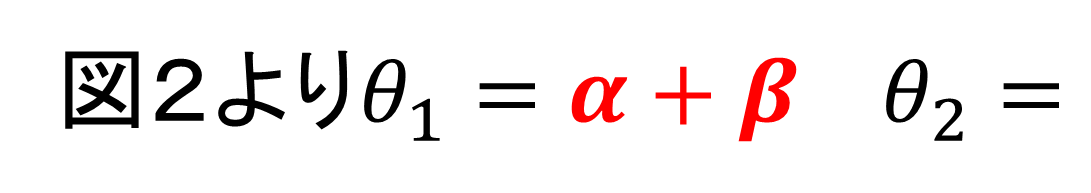 図2よりθ₁ = α + β θ₂ =